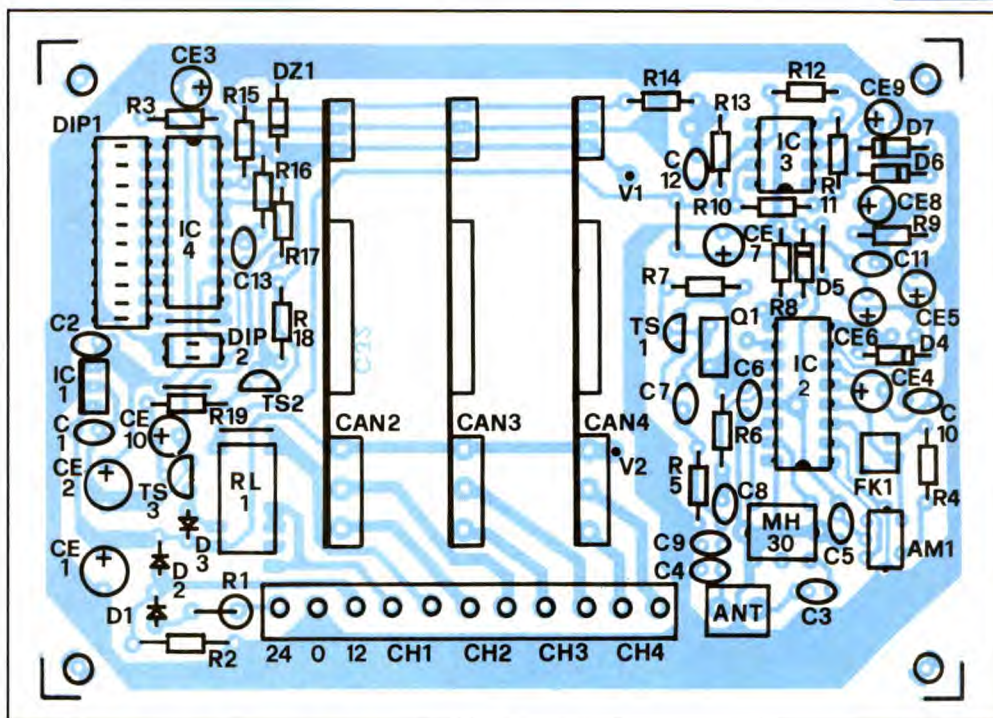 CE3
DZ1
R14
R12
R15
R3
R13
CE9
DIP1
D7
IC
3
D6
C
12
R16
R
11
V1
IC
4
R10
CE8
R9
CE
7
R17
C13
C11
R7
D5
R8
CE5
C2
R
18
TS
1
Q1
CE6
DIP
2
D4
IC
1
IC
2
C6
CE4
C7
TS2
R19
CAN2
CAN3
CAN4
C
10
C
1
CE
10
R6
V2
CE
2
RL
1
R
5
FK1
R4
TS
3
C8
MH
30
C5
AM1
D
3
C9
CE
1
D
2
C4
R1
ANT
C3
D1
R2
24 0 12 CH1 CH2 CH3 CH4